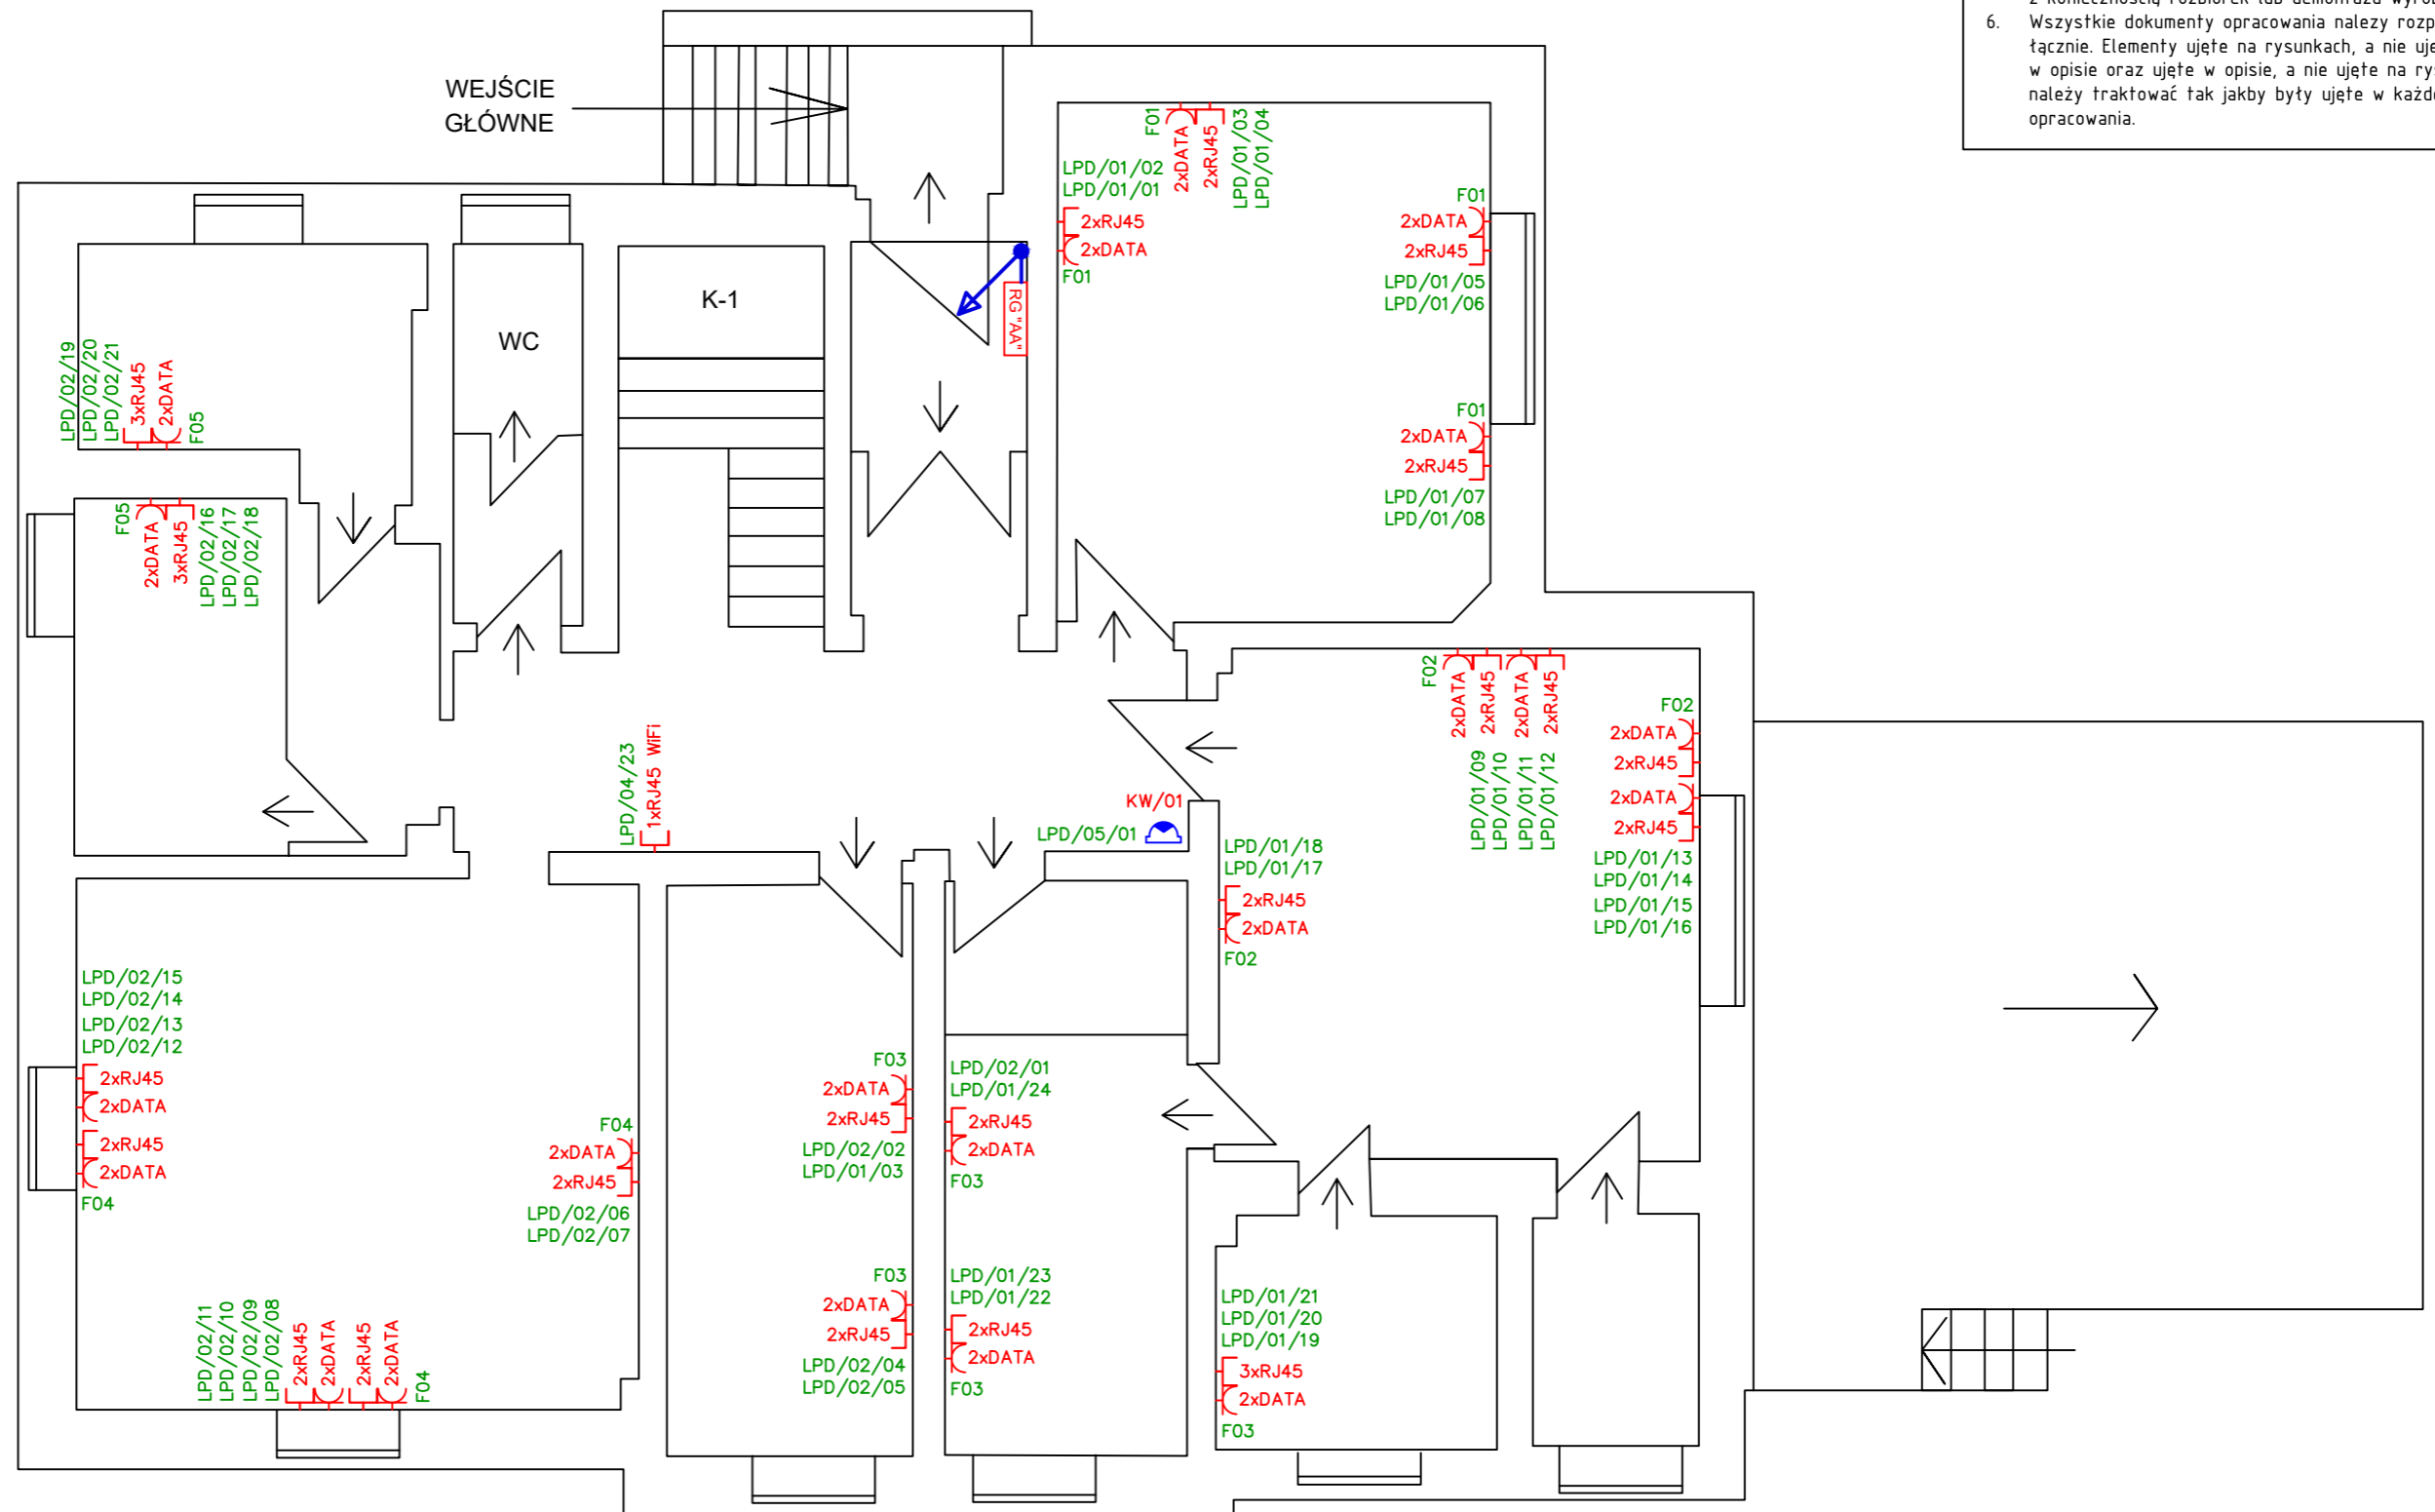 z koniecznością rozbiórek lub demontażu
6. Wszystkie dokumenty opracowania nalezy
łącznie. Elementy ujęte na rysunkach, a nie
w opisie oraz ujęte w opisie, a nie ujęte na
należy traktować tak jakby były ujęte w
opracowania.
WEJŚCIE
GŁÓWNE
F01
2xDATA
2xRJ45
LPD/01/03
LPD/01/04
LPD/01/02
LPD/01/01
2xRJ45
2xDATA
F01
F01
2xDATA
2xRJ45
LPD/01/05
LPD/01/06
RG "AA"
K-1
WC
LPD/02/19
LPD/02/20
LPD/02/21
3xRJ45
2xDATA
F05
F01
2xDATA
2xRJ45
LPD/01/07
LPD/01/08
F05
2xDATA
3xRJ45
LPD/02/16
LPD/02/17
LPD/02/18
F02
2xDATA
2xRJ45
2xDATA
2xRJ45
LPD/01/09
LPD/01/10
LPD/01/11
LPD/01/12
F02
2xDATA
2xRJ45
2xDATA
2xRJ45
LPD/01/13
LPD/01/14
LPD/01/15
LPD/01/16
LPD/04/23
1xRJ45 WiFi
KW/01
LPD/05/01
LPD/01/18
LPD/01/17
2xRJ45
2xDATA
F02
LPD/02/15
LPD/02/14
LPD/02/13
LPD/02/12
2xRJ45
2xDATA
2xRJ45
2xDATA
F04
F04
2xDATA
2xRJ45
LPD/02/06
LPD/02/07
F03
2xDATA
2xRJ45
LPD/02/02
LPD/01/03
LPD/02/01
LPD/01/24
2xRJ45
2xDATA
F03
LPD/02/11
LPD/02/10
LPD/02/09
LPD/02/08
2xRJ45
2xDATA
2xRJ45
2xDATA
F04
F03
2xDATA
2xRJ45
LPD/02/04
LPD/02/05
LPD/01/23
LPD/01/22
2xRJ45
2xDATA
F03
LPD/01/21
LPD/01/20
LPD/01/19
3xRJ45
2xDATA
F03